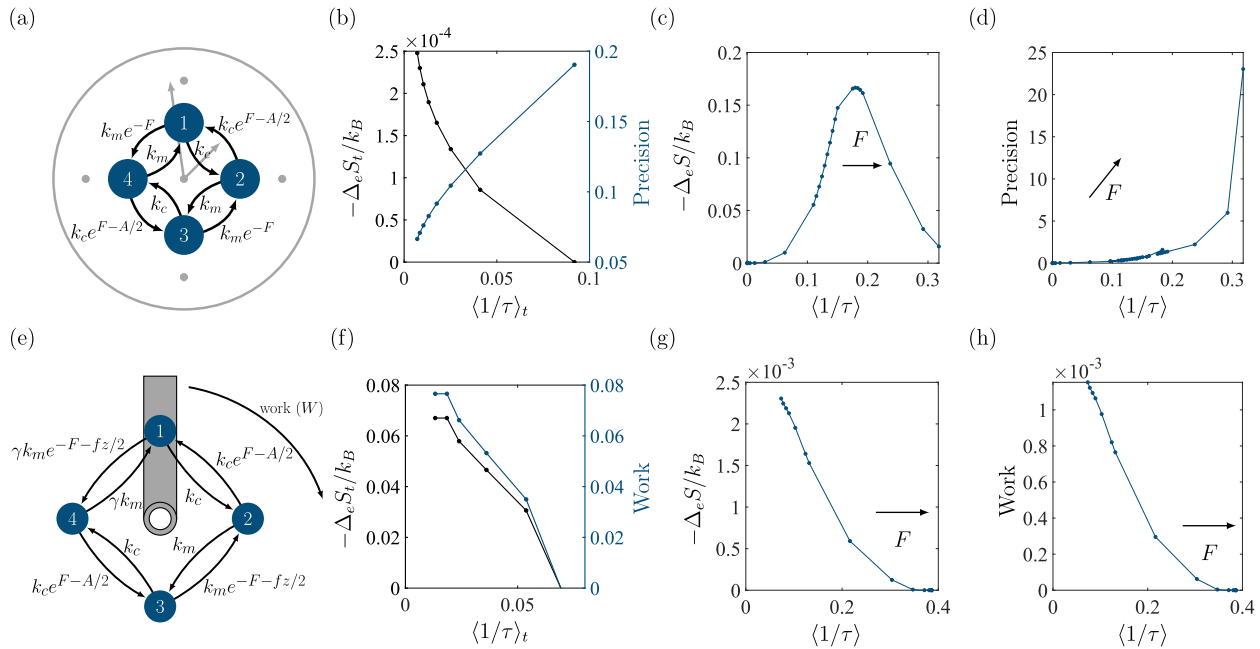 (a)
k_m e^{-F}
k_c e^{F-A/2}
1
k_m
k_c
4
2
k_c
k_m
k_c e^{F-A/2}
3
k_m e^{-F}
(b)
×10^{-4}
2.5
2
1.5
1
0.5
0
0.2
0.15
0.1
0.05
0
0.05
0.1
−Δ_e S_t/k_B
Precision
⟨1/τ⟩_t
(c)
0.2
0.15
0.1
0.05
0
0
0.1
0.2
0.3
−Δ_e S/k_B
F
⟨1/τ⟩
(d)
25
20
15
10
5
0
0
0.1
0.2
0.3
Precision
F
⟨1/τ⟩
(e)
work (W)
1
γk_m e^{-F-fz/2}
k_c e^{F-A/2}
γk_m
k_c
4
2
k_c
k_m
k_c e^{F-A/2}
k_m e^{-F-fz/2}
3
(f)
0.08
0.06
0.04
0.02
0
0.08
0.06
0.04
0.02
0
0
0.05
−Δ_e S_t/k_B
Work
⟨1/τ⟩_t
(g)
×10^{-3}
2.5
2
1.5
1
0.5
0
0
0.2
0.4
−Δ_e S/k_B
F
⟨1/τ⟩
(h)
×10^{-3}
1
0.8
0.6
0.4
0.2
0
0
0.2
0.4
Work
F
⟨1/τ⟩